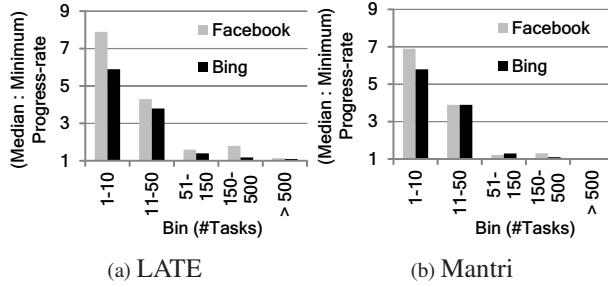 (Median : Minimum)
Progress-rate
9
7
5
3
1
Facebook
Bing
1-10
11-50
51-
150
150-
500
> 500
Bin (#Tasks)
(a) LATE
(Median : Minimum)
Progress-rate
9
7
5
3
1
Facebook
Bing
1-10
11-50
51-
150
150-
500
> 500
Bin (#Tasks)
(b) Mantri